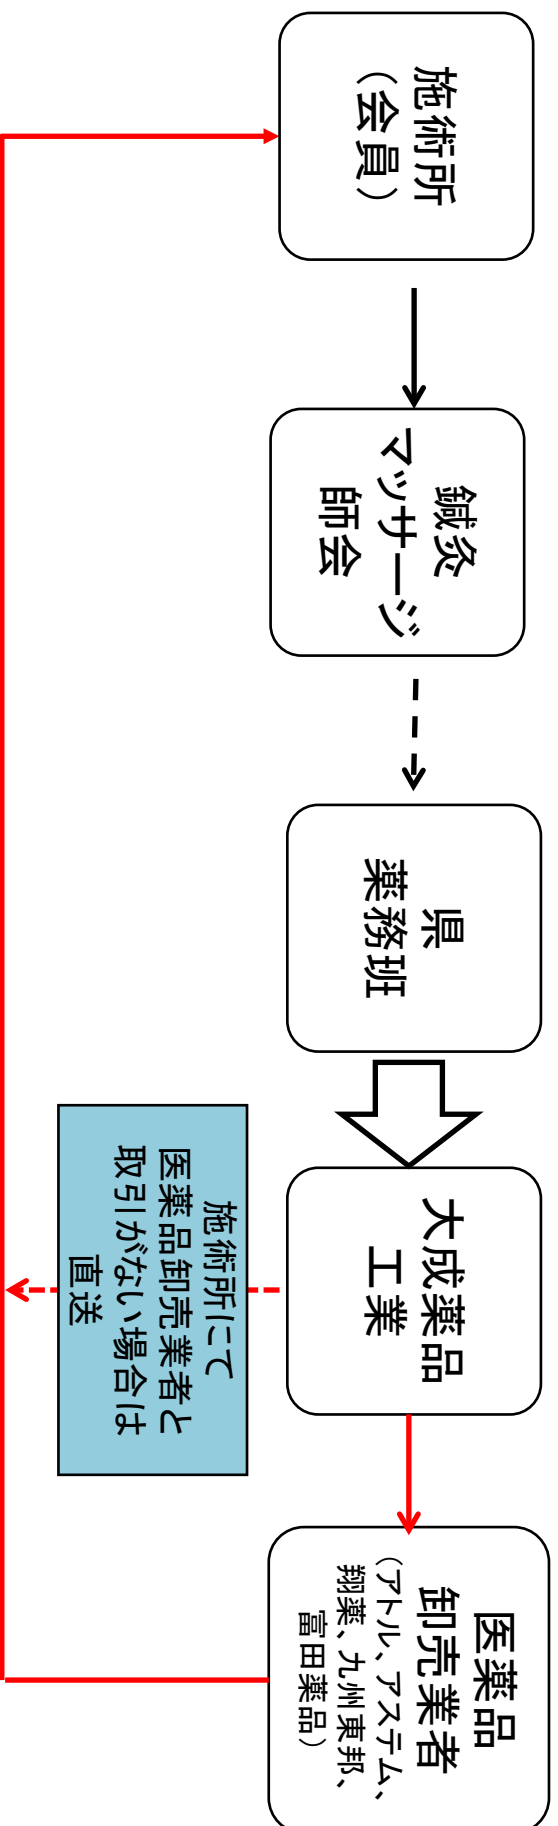 施術所
（会員）
鍼灸
マッサージ
師会
県
薬務班
大成薬品
工業
施術所にて
医薬品卸売業者と
取引がない場合は
直送
医薬品
卸売業者
（アトル、アステム、
翔薬、九州東邦、
富田薬品）